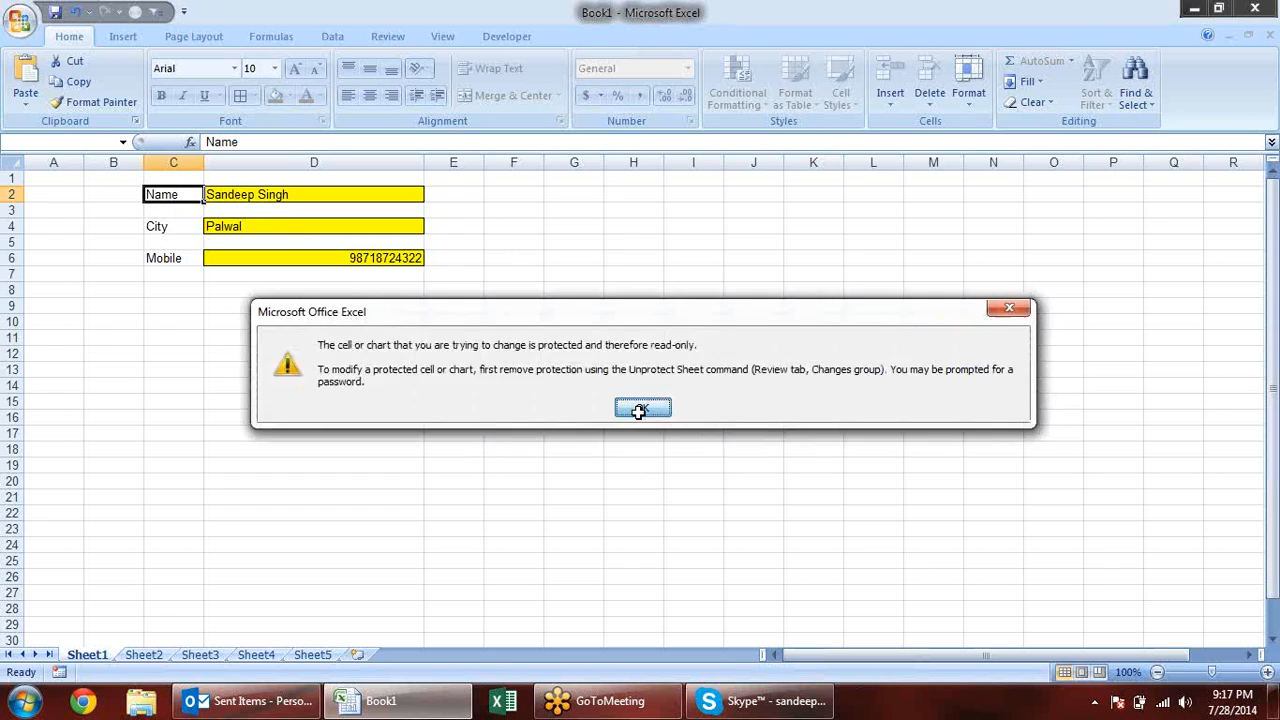 Book1 - Microsoft Excel
Home Insert Page Layout Formulas Data Review View Developer
Cut
Copy
Format Painter
Paste
Clipboard
Arial 10
B I U
Font
Wrap Text
Merge & Center
Alignment
General
$ % ,
Number
Conditional Formatting
Format as Table
Cell Styles
Styles
Insert Delete Format
Cells
AutoSum
Fill
Clear
Sort & Filter
Find & Select
Editing
fx Name
A B C D E F G H I J K L M N O P Q R
1
2 Name Sandeep Singh
3
4 City Palwal
5
6 Mobile 98718724322
7
8
9
10
11
12
13
14
15
16
17
18
19
20
21
22
23
24
25
26
27
28
29
30
Microsoft Office Excel
The cell or chart that you are trying to change is protected and therefore read-only.
To modify a protected cell or chart, first remove protection using the Unprotect Sheet command (Review tab, Changes group). You may be prompted for a
password.
Sheet1 Sheet2 Sheet3 Sheet4 Sheet5
Ready 100%
Sent Items - Perso... Book1 GoToMeeting Skype™ - sandeep... 9:17 PM
7/28/2014